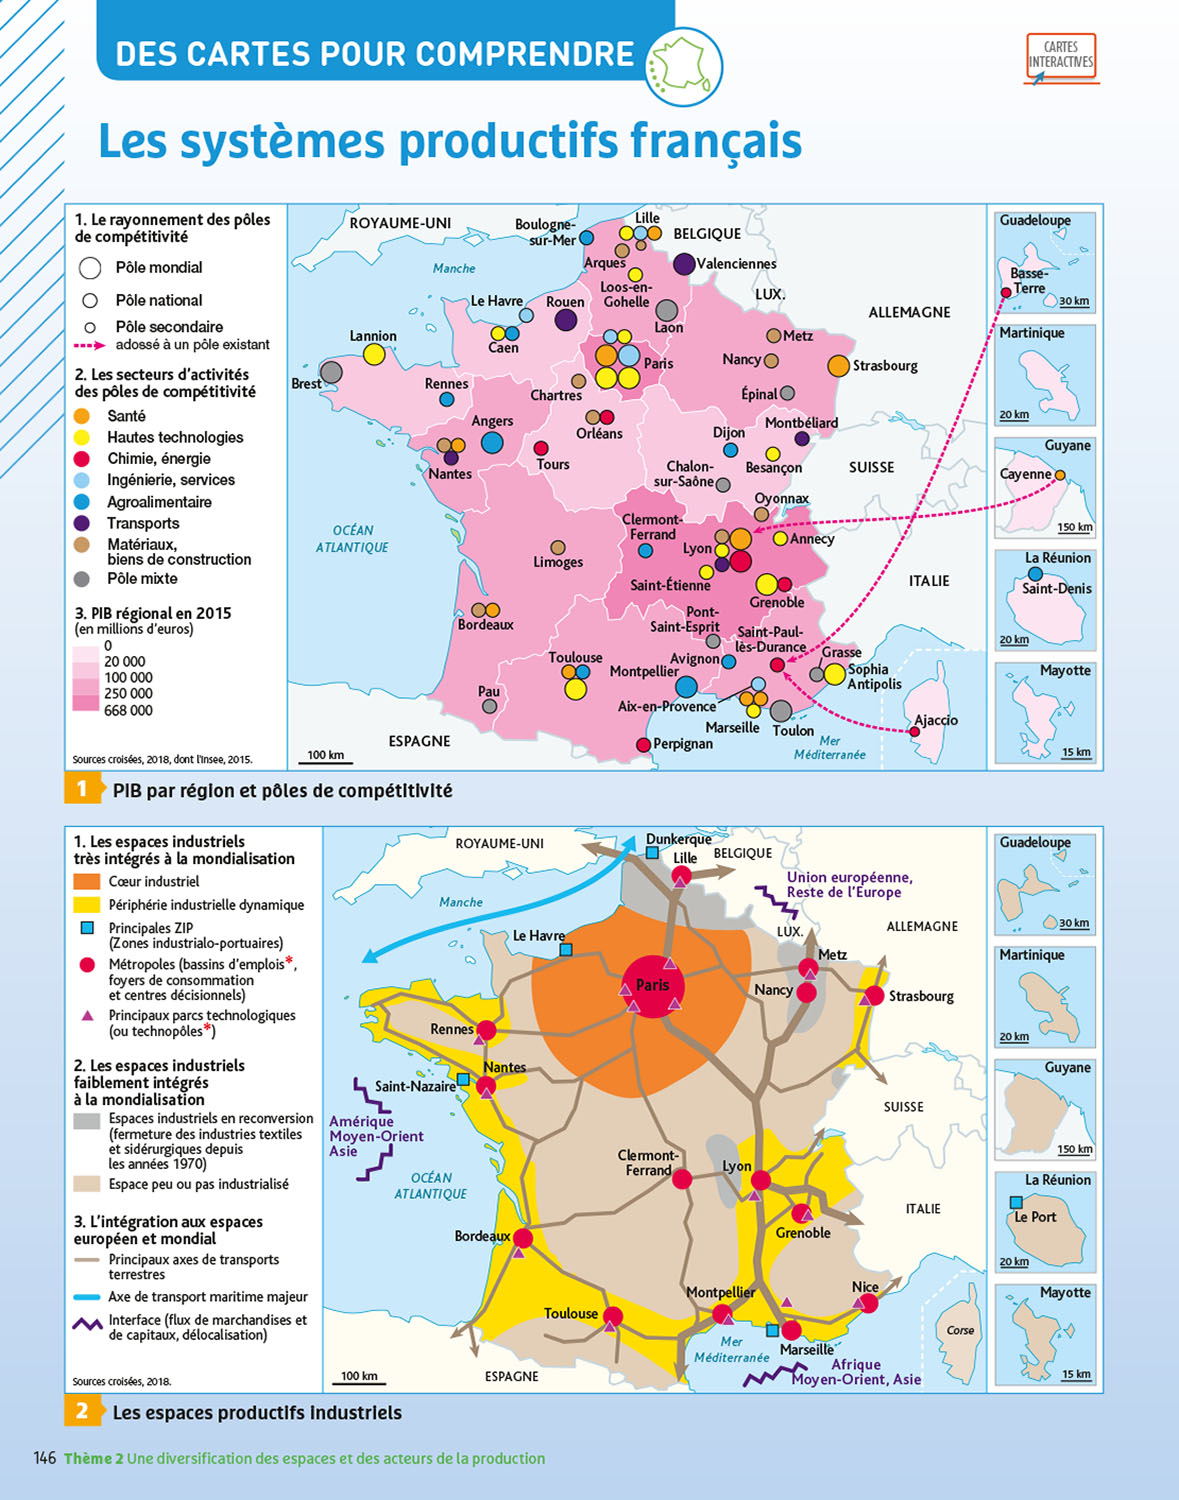 DES CARTES POUR COMPRENDRE
CARTES
INTERACTIVES
Les systèmes productifs français
1. Le rayonnement des pôles
de compétitivité
Pôle mondial
Pôle national
Pôle secondaire
adossé à un pôle existant
2. Les secteurs d'activités
des pôles de compétitivité
Santé
Hautes technologies
Chimie, énergie
Ingénierie, services
Agroalimentaire
Transports
Matériaux,
biens de construction
Pôle mixte
3. PIB régional en 2015
(en millions d'euros)
0
20 000
100 000
250 000
668 000
Sources croisées, 2018, dont l'Insee, 2015.
ROYAUME-UNI
Boulogne-
sur-Mer
Lille
BELGIQUE
Manche
Arques
Valenciennes
Loos-en-
Gohelle
LUX.
Le Havre
Rouen
Laon
ALLEMAGNE
Lannion
Caen
Metz
Paris
Nancy
Strasbourg
Brest
Rennes
Chartres
Épinal
Angers
Orléans
Dijon
Montbéliard
Nantes
Tours
Chalon-
sur-Saône
Besançon
SUISSE
Oyonnax
OCÉAN
ATLANTIQUE
Clermont-
Ferrand
Lyon
Annecy
Limoges
Saint-Étienne
ITALIE
Grenoble
Bordeaux
Pont-
Saint-Esprit
Saint-Paul-
lès-Durance
Toulouse
Avignon
Grasse
Montpellier
Sophia
Antipolis
Pau
Aix-en-Provence
Marseille
Toulon
Ajaccio
ESPAGNE
Perpignan
Mer
Méditerranée
100 km
Guadeloupe
Basse-
Terre
30 km
Martinique
20 km
Guyane
Cayenne
150 km
La Réunion
Saint-Denis
20 km
Mayotte
15 km
1 PIB par région et pôles de compétitivité
1. Les espaces industriels
très intégrés à la mondialisation
Cœur industriel
Périphérie industrielle dynamique
Principales ZIP
(Zones industrialo-portuaires)
Métropoles (bassins d'emplois*,
foyers de consommation
et centres décisionnels)
Principaux parcs technologiques
(ou technopôles*)
2. Les espaces industriels
faiblement intégrés
à la mondialisation
Espaces industriels en reconversion
(fermeture des industries textiles
et sidérurgiques depuis
les années 1970)
Espace peu ou pas industrialisé
3. L'intégration aux espaces
européen et mondial
Principaux axes de transports
terrestres
Axe de transport maritime majeur
Interface (flux de marchandises et
de capitaux, délocalisation)
Sources croisées, 2018.
ROYAUME-UNI
Dunkerque
Lille
BELGIQUE
Union européenne,
Reste de l'Europe
Manche
LUX.
ALLEMAGNE
Le Havre
Metz
Paris
Nancy
Strasbourg
Rennes
Nantes
Saint-Nazaire
SUISSE
Amérique
Moyen-Orient
Asie
Clermont-
Ferrand
Lyon
OCÉAN
ATLANTIQUE
ITALIE
Bordeaux
Grenoble
Toulouse
Montpellier
Nice
Marseille
Mer
Méditerranée
Corse
ESPAGNE
Afrique
Moyen-Orient, Asie
100 km
Guadeloupe
30 km
Martinique
20 km
Guyane
150 km
La Réunion
Le Port
20 km
Mayotte
15 km
2 Les espaces productifs industriels
146 Thème 2 Une diversification des espaces et des acteurs de la production